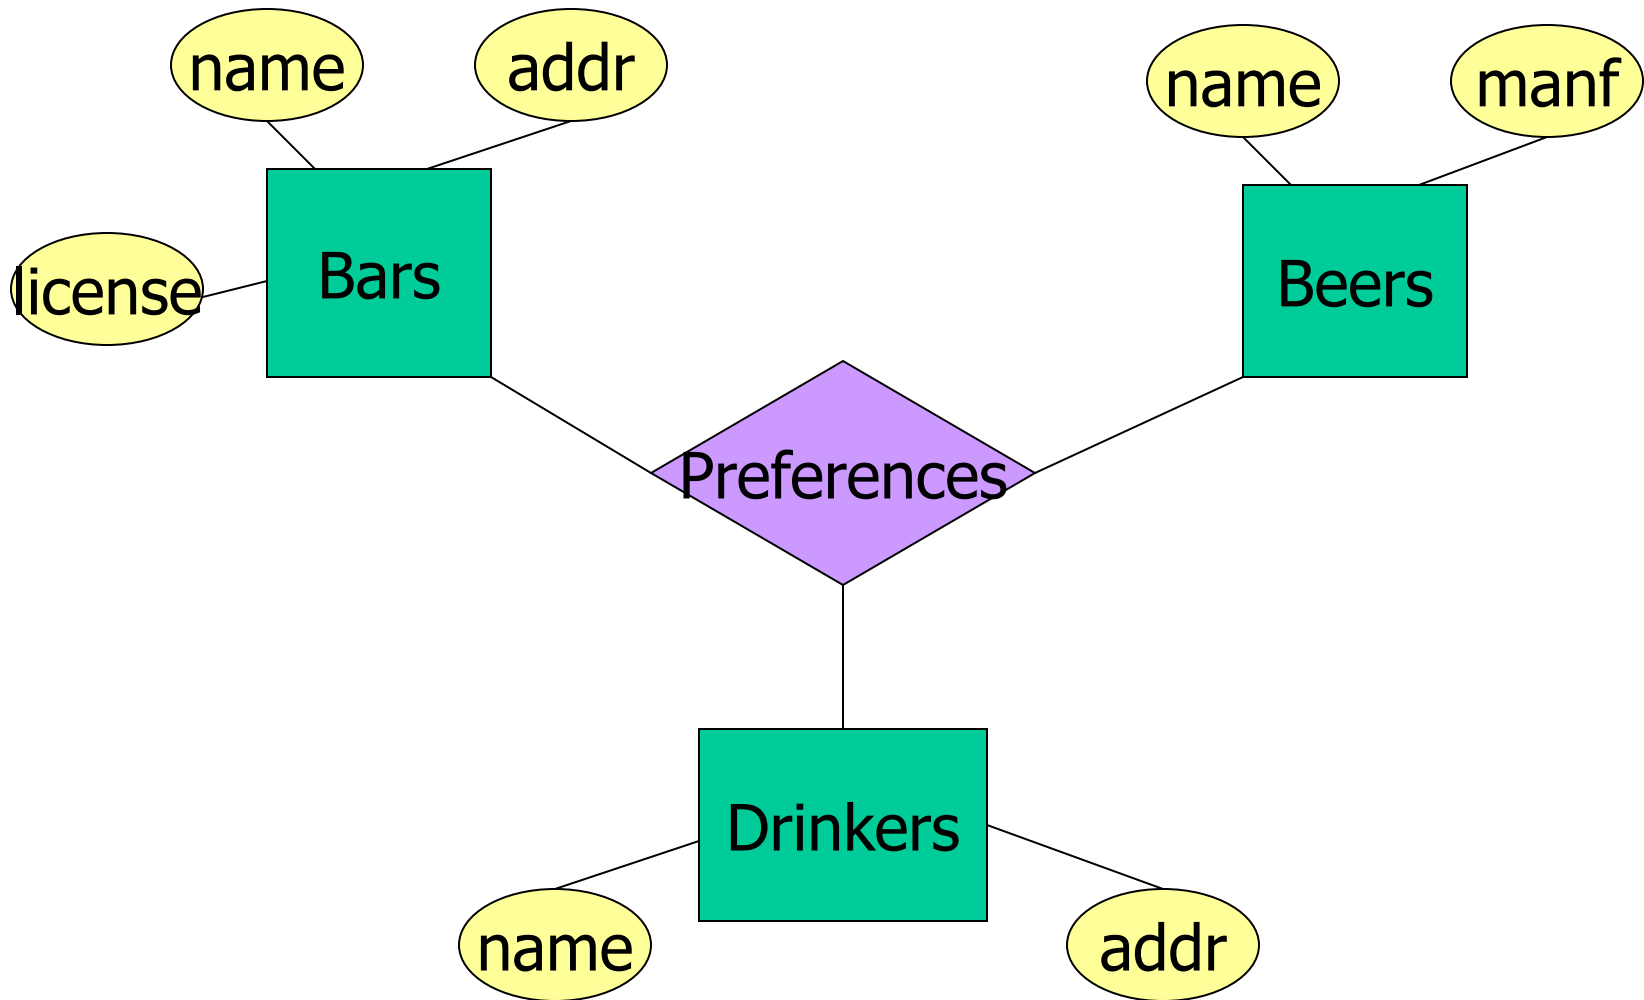 name
addr
name
manf
license
Bars
Beers
Preferences
Drinkers
name
addr